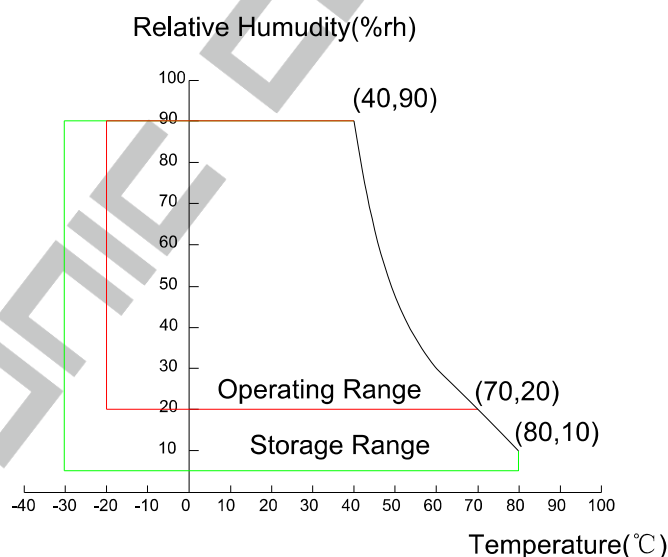 Relative Humudity(%rh)
100
(40,90)
90
80
70
60
50
40
30
Operating Range
(70,20)
20
(80,10)
Storage Range
10
-40 -30 -20 -10 0 10 20 30 40 50 60 70 80 90 100
Temperature(℃)